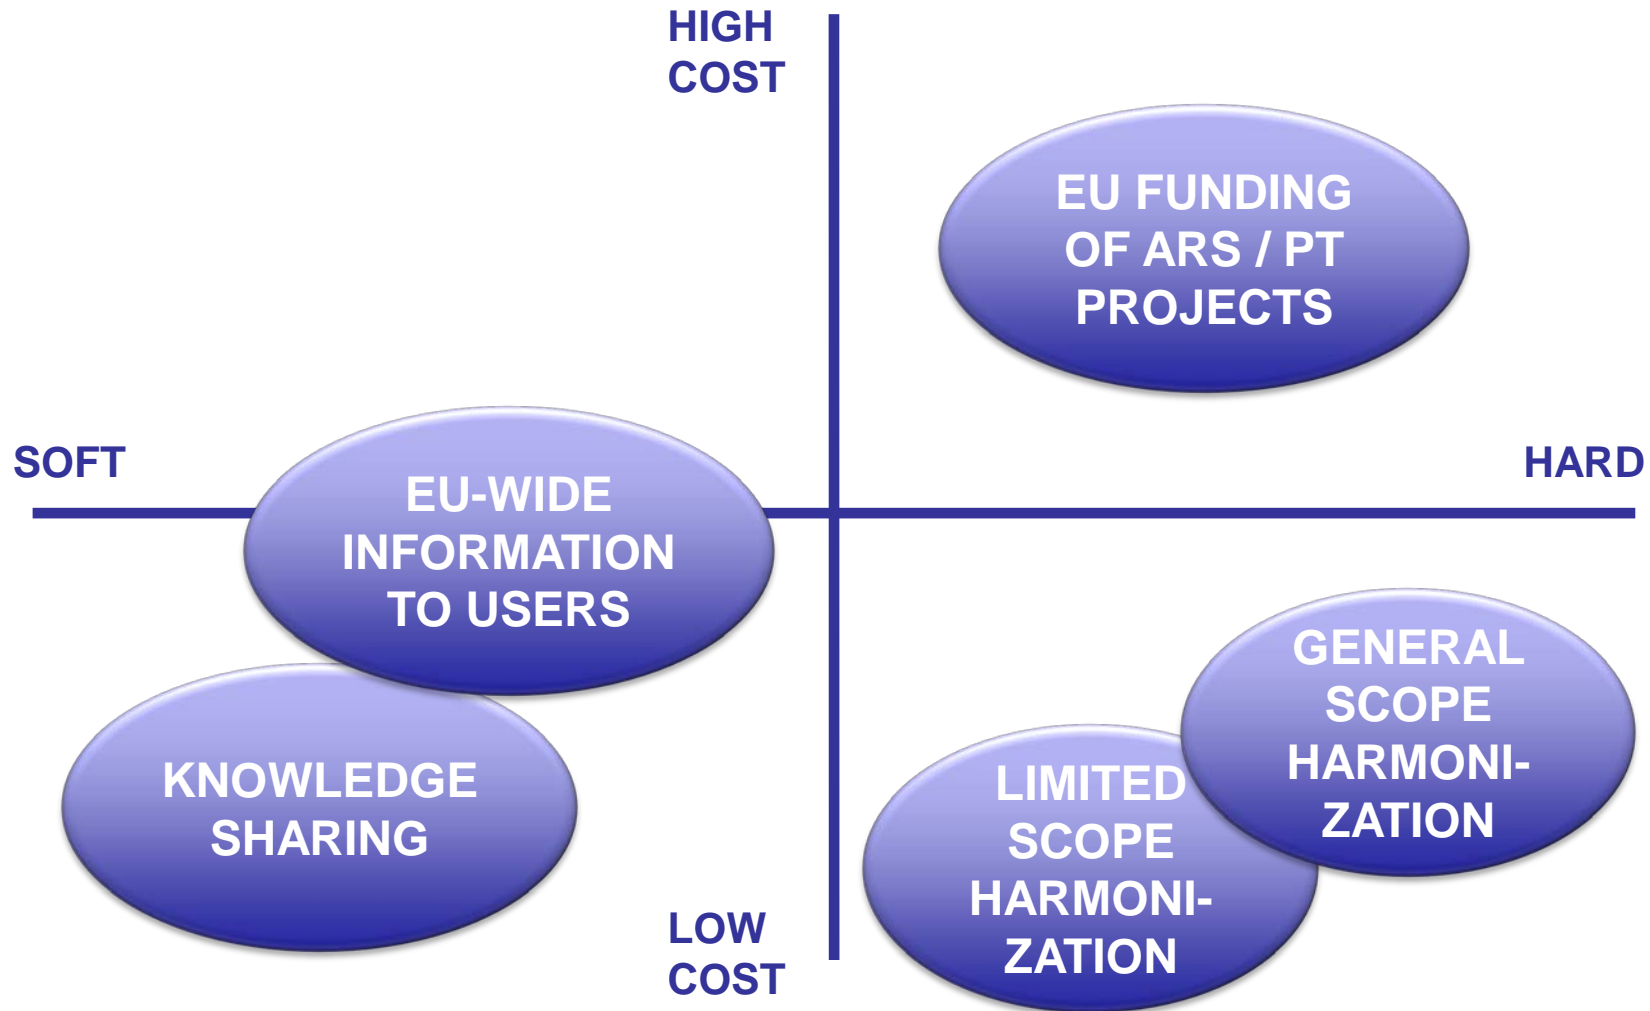 HIGH
COST
EU FUNDING
OF ARS / PT
PROJECTS
SOFT
HARD
EU-WIDE
INFORMATION
TO USERS
GENERAL
SCOPE
HARMONI-
ZATION
KNOWLEDGE
SHARING
LIMITED
SCOPE
HARMONI-
ZATION
LOW
COST